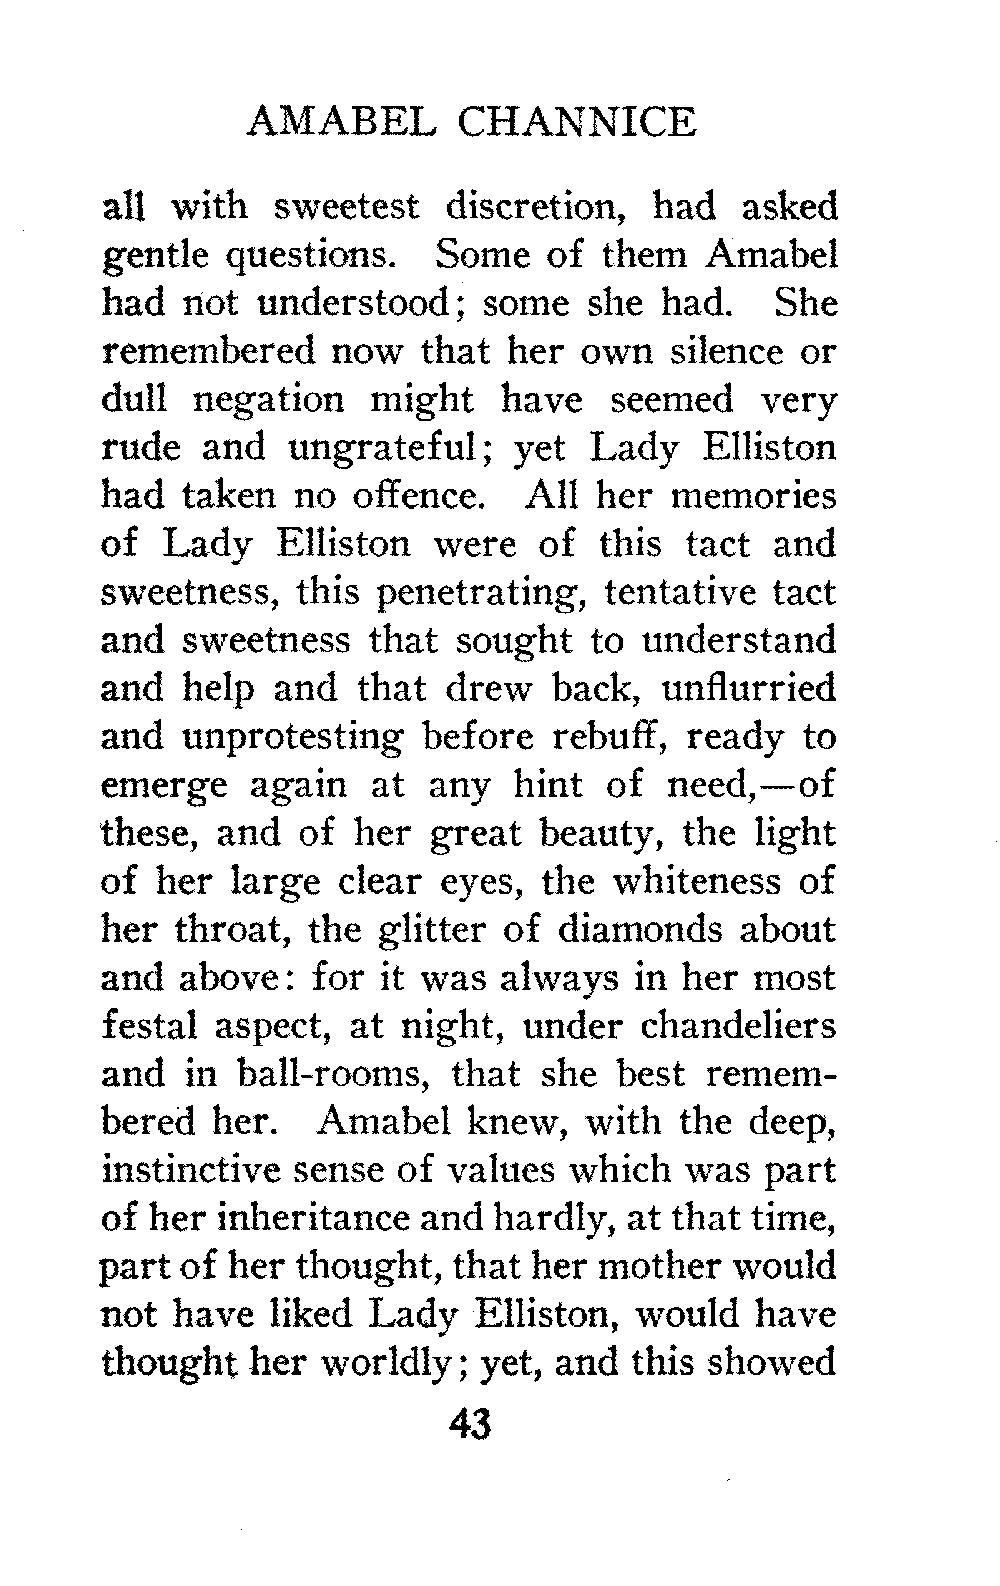 AMABEL CHANNICE
all with sweetest discretion, had asked
gentle questions. Some of them Amabel
had not understood; some she had. She
remembered now that her own silence or
dull negation might have seemed very
rude and ungrateful; yet Lady Elliston
had taken no offence. All her memories
of Lady Elliston were of this tact and
sweetness, this penetrating, tentative tact
and sweetness that sought to understand
and help and that drew back, unflurried
and unprotesting before rebuff, ready to
emerge again at any hint of need,—of
these, and of her great beauty, the light
of her large clear eyes, the whiteness of
her throat, the glitter of diamonds about
and above: for it was always in her most
festal aspect, at night, under chandeliers
and in ball-rooms, that she best remem-
bered her. Amabel knew, with the deep,
instinctive sense of values which was part
of her inheritance and hardly, at that time,
part of her thought, that her mother would
not have liked Lady Elliston, would have
thought her worldly; yet, and this showed
43